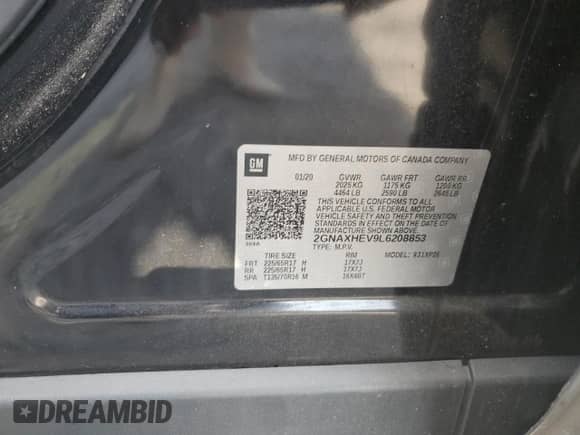 GM
MFD BY GENERAL MOTORS OF CANADA COMPANY
01/20 GVWR GAWR FRT GAWR RR
2025 KG 1175 KG 1200 KG
4464 LB 2590 LB 2645 LB
THIS VEHICLE CONFORMS TO ALL
APPLICABLE U.S. FEDERAL MOTOR
VEHICLE SAFETY AND THEFT PREVENTION
STANDARDS IN EFFECT ON THE DATE OF
MANUFACTURE SHOWN ABOVE.
2GNAXHEV9L6208853
TYPE: M.P.V. MODEL:
TIRE SIZE RIM
FRT 225/65R17 H 17X7J
RR 225/65R17 H 17X7J
SPA T135/70R16 M 16X4BT
DREAMBID